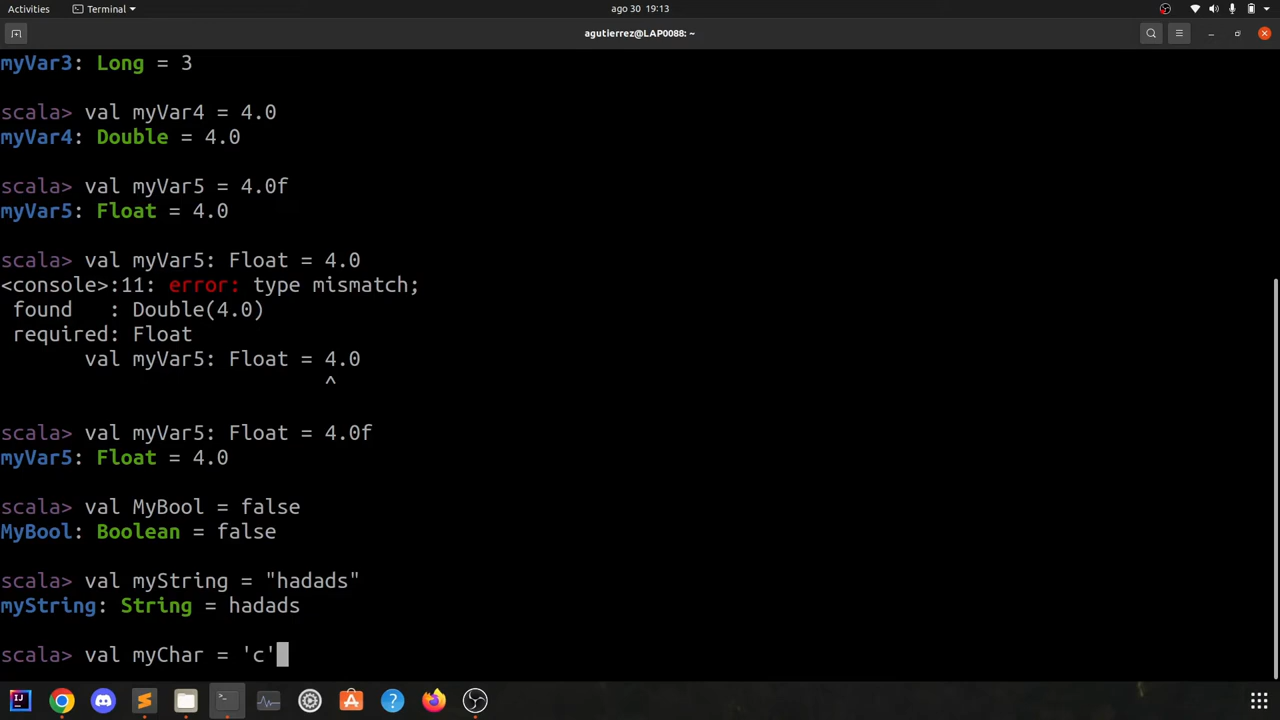 Activities Terminal ago 30 19:13
agutierrez@LAP0088: ~
myVar3: Long = 3
scala> val myVar4 = 4.0
myVar4: Double = 4.0
scala> val myVar5 = 4.0f
myVar5: Float = 4.0
scala> val myVar5: Float = 4.0
<console>:11: error: type mismatch;
 found   : Double(4.0)
 required: Float
       val myVar5: Float = 4.0
                           ^
scala> val myVar5: Float = 4.0f
myVar5: Float = 4.0
scala> val MyBool = false
MyBool: Boolean = false
scala> val myString = "hadads"
myString: String = hadads
scala> val myChar = 'c'